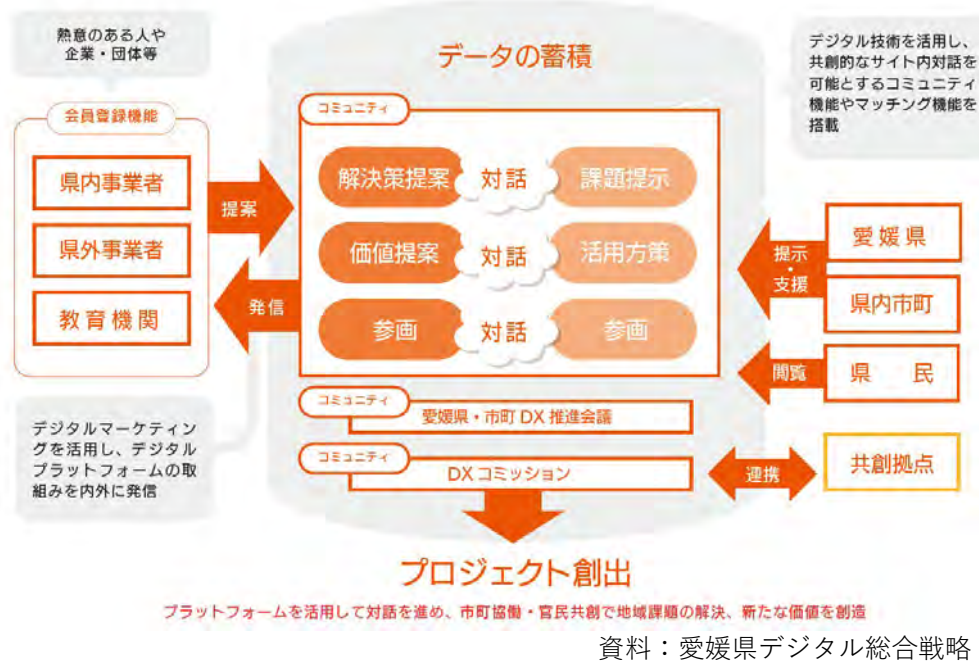 熱意のある人や
企業・団体等
データの蓄積
デジタル技術を活用し、
共創的なサイト内対話を
可能とするコミュニティ
機能やマッチング機能を
搭載
会員登録機能
県内事業者
県外事業者
教育機関
提案
発信
コミュニティ
解決策提案 対話 課題提示
価値提案 対話 活用方策
参画 対話 参画
提示・支援
愛媛県
県内市町
閲覧
県民
コミュニティ
愛媛県・市町 DX 推進会議
コミュニティ
DX コミッション
連携
共創拠点
デジタルマーケティン
グを活用し、デジタル
プラットフォームの取
組みを内外に発信
プロジェクト創出
プラットフォームを活用して対話を進め、市町協働・官民共創で地域課題の解決、新たな価値を創造
資料：愛媛県デジタル総合戦略